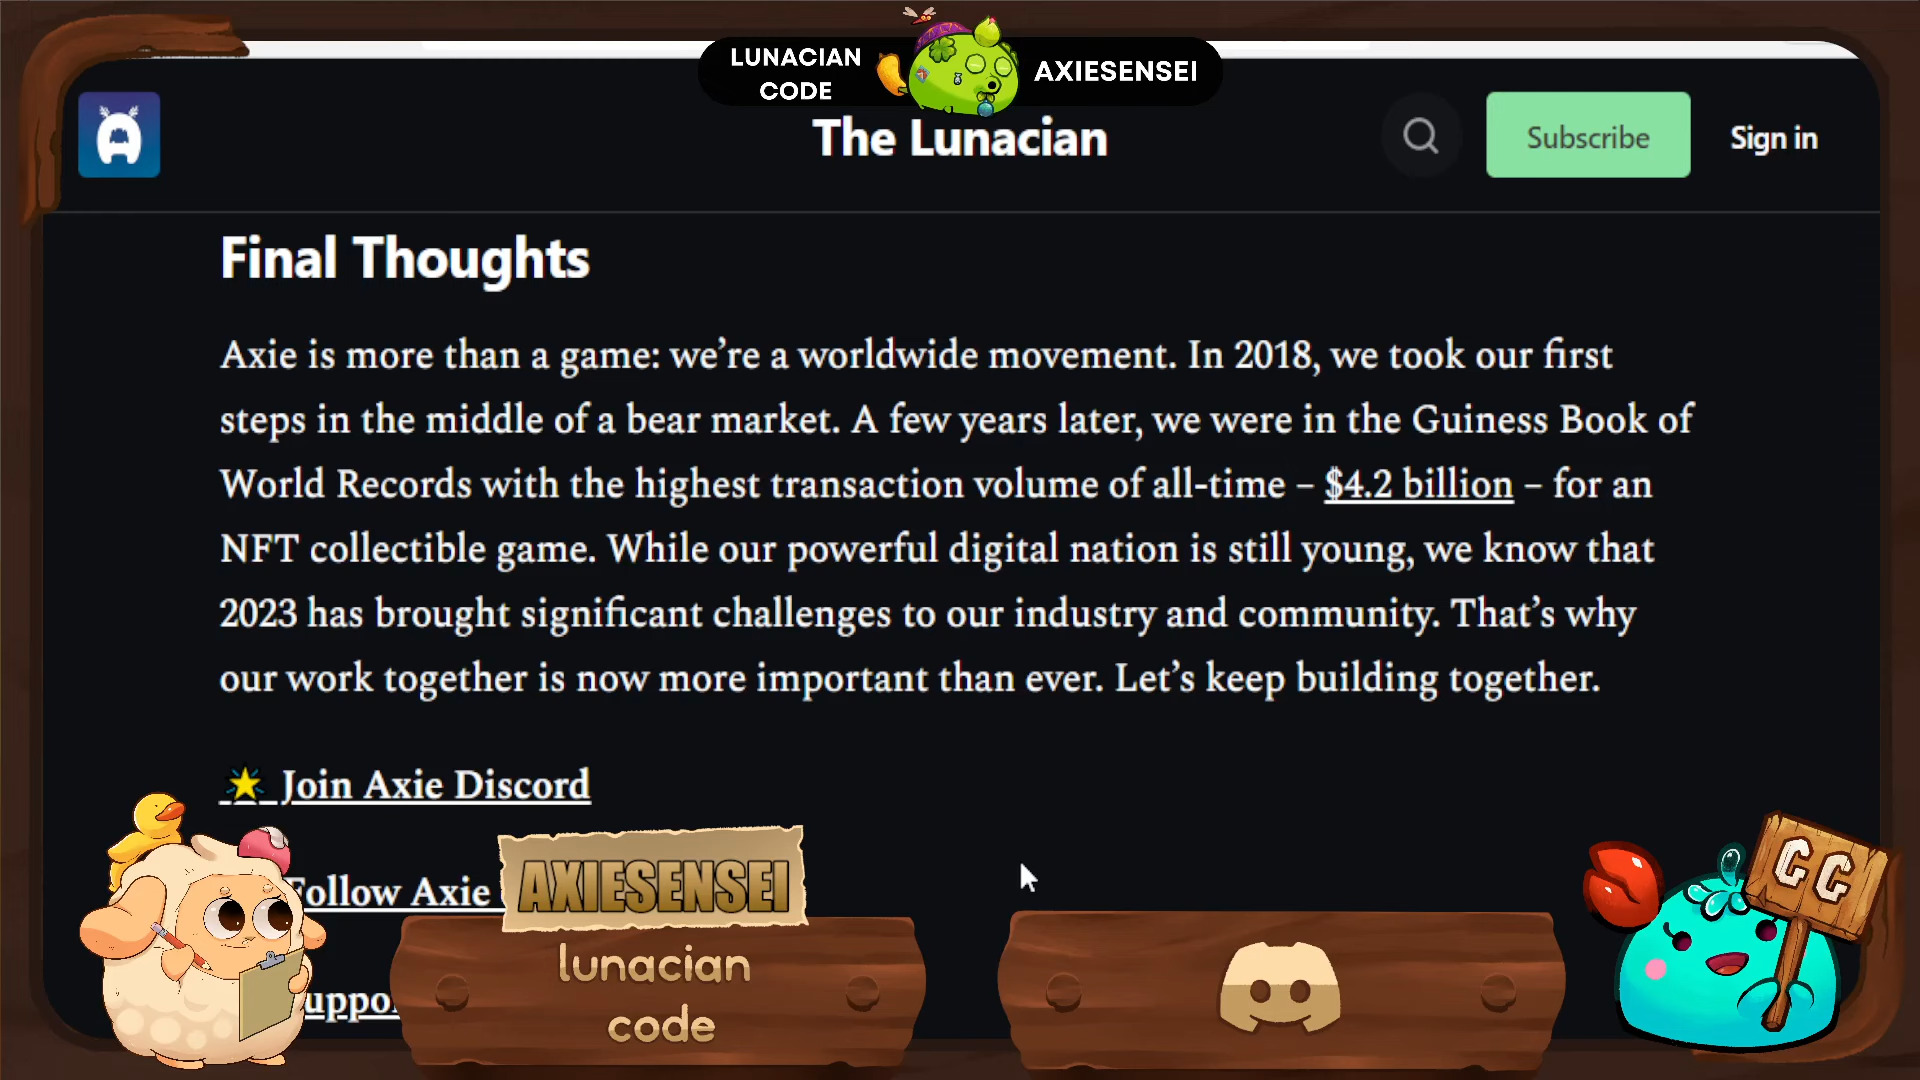 LUNACIAN
CODE
AXIESENSEI
The Lunacian
Subscribe
Sign in
Final Thoughts
Axie is more than a game: we’re a worldwide movement. In 2018, we took our first
steps in the middle of a bear market. A few years later, we were in the Guiness Book of
World Records with the highest transaction volume of all-time – $4.2 billion – for an
NFT collectible game. While our powerful digital nation is still young, we know that
2023 has brought significant challenges to our industry and community. That’s why
our work together is now more important than ever. Let’s keep building together.
Join Axie Discord
Follow Axie
AXIESENSEI
lunacian
code
CC